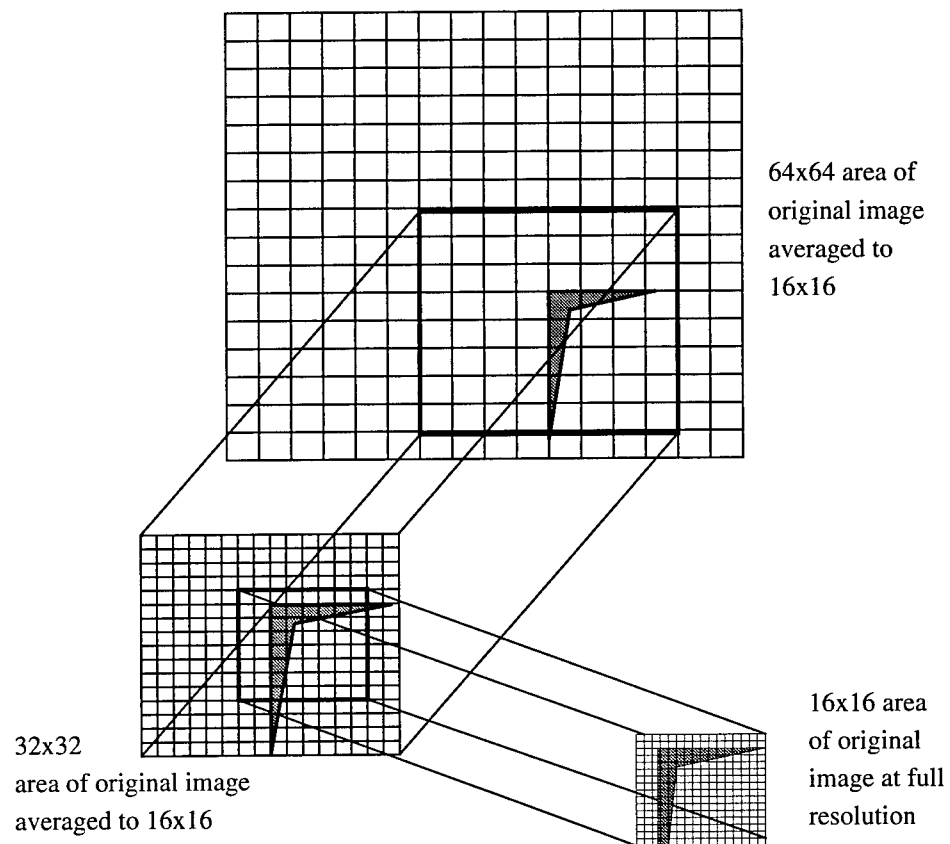 64x64 area of
original image
averaged to
16x16
32x32
area of original image
averaged to 16x16
16x16 area
of original
image at full
resolution